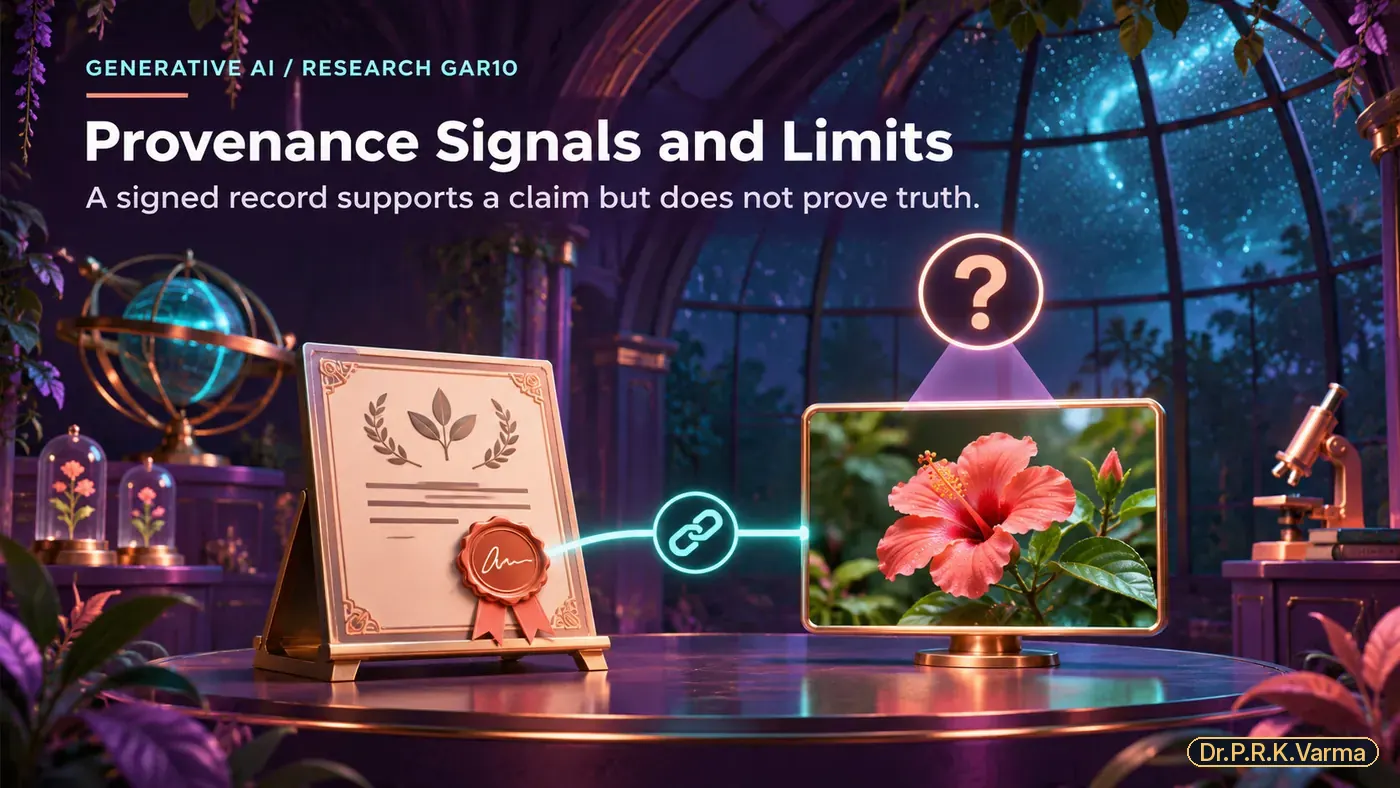 GENERATIVE AI / RESEARCH GAR10
Provenance Signals and Limits
A signed record supports a claim but does not prove truth.
?
Dr.P.R.K.Varma